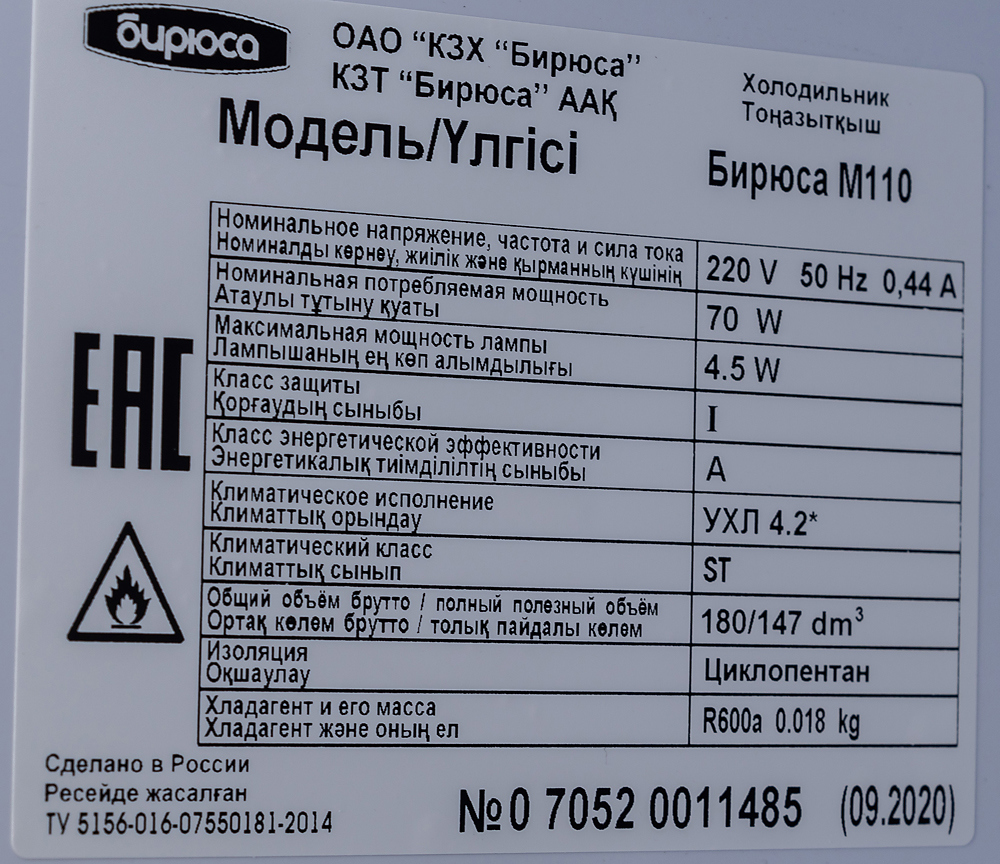 бирюса
ОАО “КЗХ “Бирюса”
КЗТ “Бирюса” ААҚ
Холодильник
Тоңазытқыш
Модель/Үлгісі
Бирюса М110
Номинальное напряжение, частота и сила тока
Номиналды көрнеу, жиілік және қырманның күшінің
220 V 50 Hz 0,44 A
Номинальная потребляемая мощность
Атаулы тұтыну қуаты
70 W
Максимальная мощность лампы
Лампышаның ең көп алымдылығы
4.5 W
Класс защиты
Қорғаудың сыныбы
I
Класс энергетической эффективности
Энергетикалық тиімділілтің сыныбы
A
Климатическое исполнение
Климаттық орындау
УХЛ 4.2*
Климатический класс
Климаттық сынып
ST
Общий объём брутто / полный полезный объём
Ортақ көлем брутто / толық пайдалы көлем
180/147 dm³
Изоляция
Оқшаулау
Циклопентан
Хладагент и его масса
Хладагент және оның ел
R600a 0.018 kg
EAC
Сделано в России
Ресейде жасалған
ТУ 5156-016-07550181-2014
№0 7052 0011485 (09.2020)